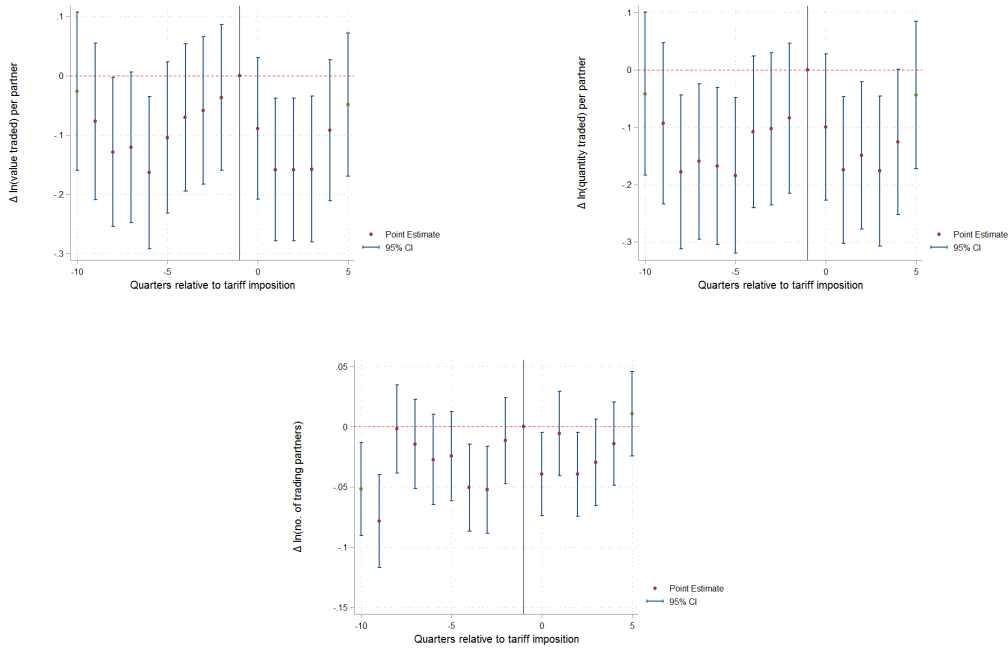 .1
0
-.1
-.2
-.3
Δ ln(value traded) per partner
-10
-5
0
5
Quarters relative to tariff imposition
Point Estimate
95% CI
.1
0
-.1
-.2
-.3
Δ ln(quantity traded) per partner
-10
-5
0
5
Quarters relative to tariff imposition
Point Estimate
95% CI
.05
0
-.05
-.1
-.15
Δ ln(no. of trading partners)
-10
-5
0
5
Quarters relative to tariff imposition
Point Estimate
95% CI